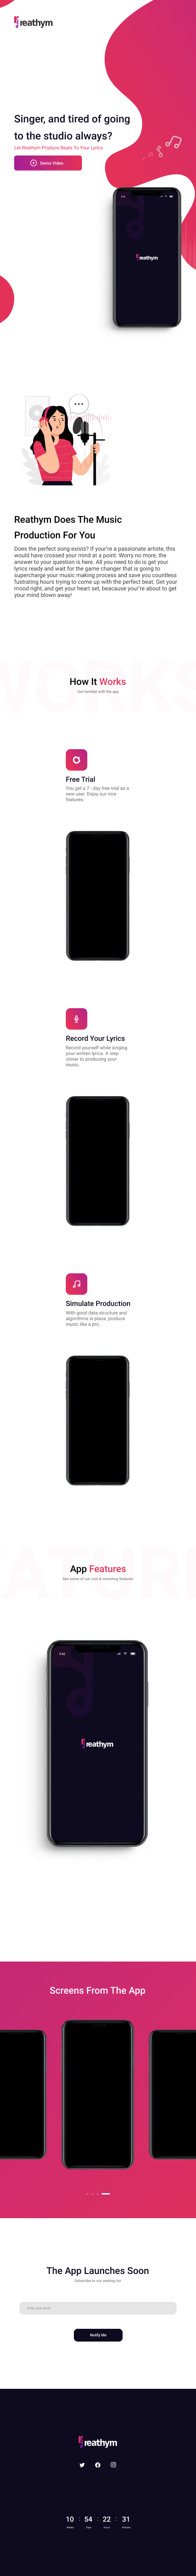 Reathym
Singer, and tired of going
to the studio always?
Let Reathym Produce Beats To Your Lyrics
Demo Video
9:42
Reathym
Reathym Does The Music
Production For You
Does the perfect song exists? If you're a passionate artiste, this
would have crossed your mind at a point. Worry no more, the
answer to your question is here. All you need to do is get your
lyrics ready and wait for the game changer that is going to
supercharge your music making process and save you countless
fustrating hours trying to come up with the perfect beat. Get your
mood right, and get your heart set, because your're about to get
your mind blown away!
WORKS
How It Works
Get familiar with the app
Free Trial
You get a 7 - day free trial as a
new user. Enjoy our nice
features.
Record Your Lyrics
Record yourself while singing
your written lyrics. A step
closer to producing your
music.
Simulate Production
With good data structure and
algorithms in place, produce
music like a pro.
App Features
See some of our cool & intersting features
9:42
Reathym
Screens From The App
The App Launches Soon
Subscribe to our waiting list
Enter your email
Notify Me
Reathym
10 : 54 : 22 : 31
Weeks Days Hours Minutes